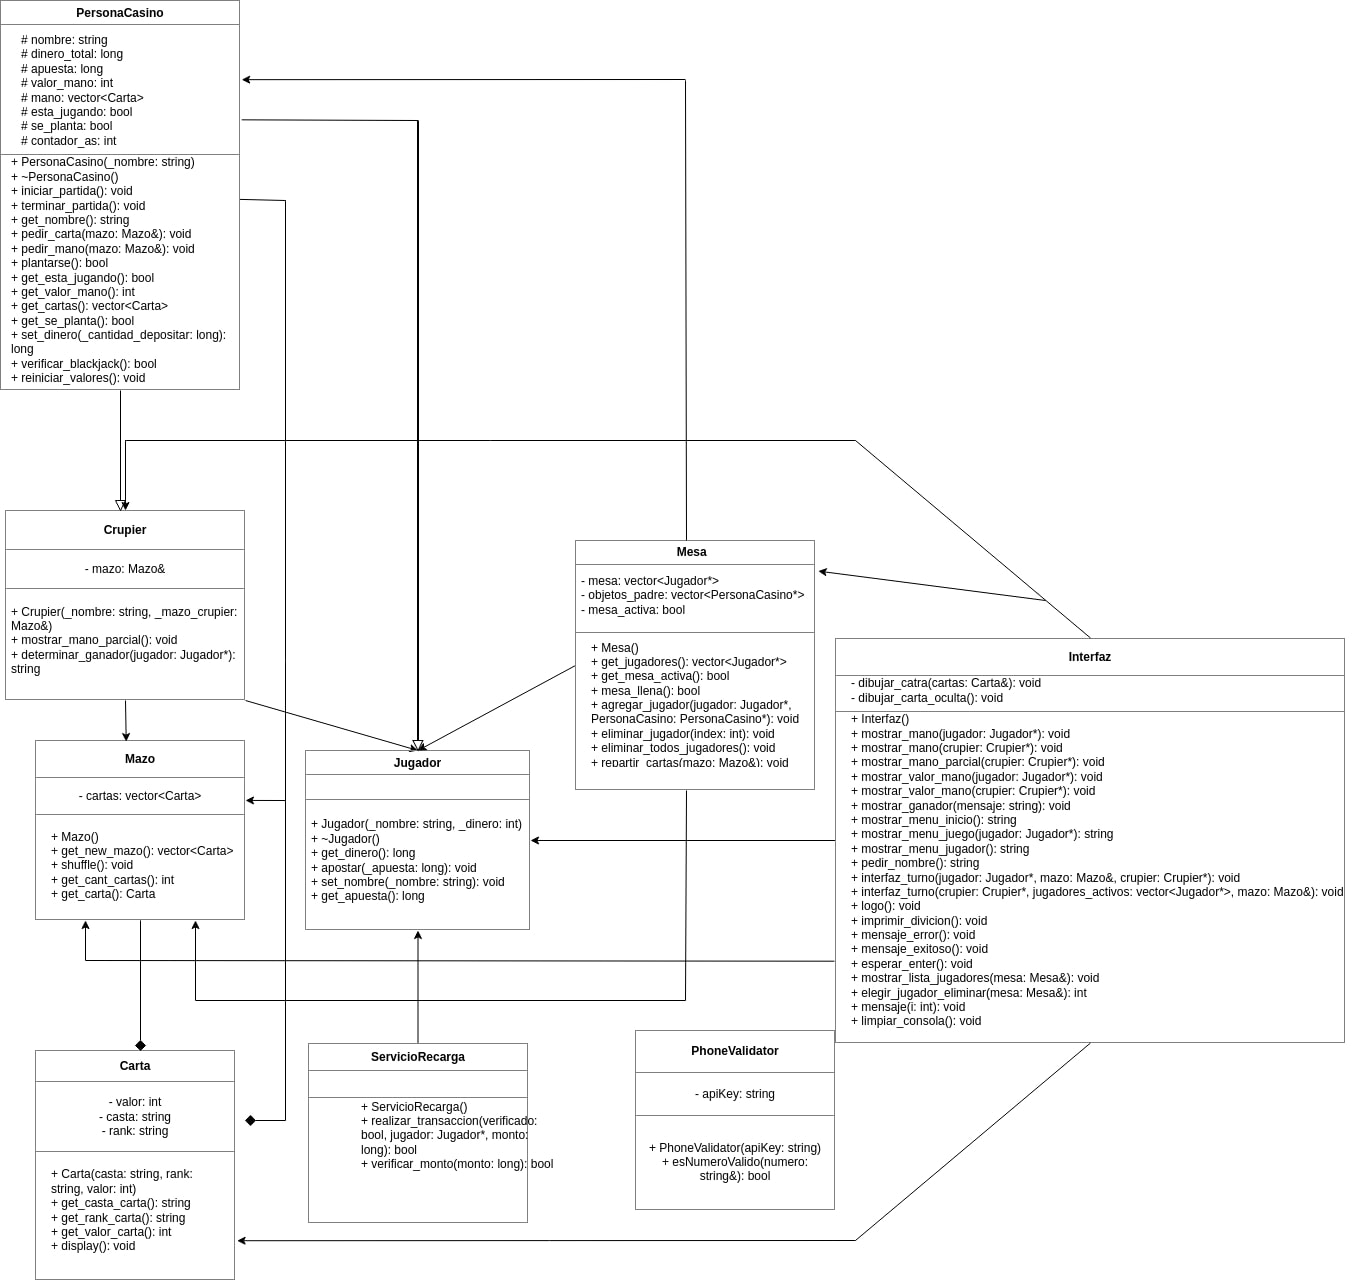 PersonaCasino
# nombre: string
# dinero_total: long
# apuesta: long
# valor_mano: int
# mano: vector<Carta>
# esta_jugando: bool
# se_planta: bool
# contador_as: int
+ PersonaCasino(_nombre: string)
+ ~PersonaCasino()
+ iniciar_partida(): void
+ terminar_partida(): void
+ get_nombre(): string
+ pedir_carta(mazo: Mazo&): void
+ pedir_mano(mazo: Mazo&): void
+ plantarse(): bool
+ get_esta_jugando(): bool
+ get_valor_mano(): int
+ get_cartas(): vector<Carta>
+ get_se_planta(): bool
+ set_dinero(_cantidad_depositar: long):
long
+ verificar_blackjack(): bool
+ reiniciar_valores(): void
Crupier
- mazo: Mazo&
+ Crupier(_nombre: string, _mazo_crupier:
Mazo&)
+ mostrar_mano_parcial(): void
+ determinar_ganador(jugador: Jugador*):
string
Mesa
- mesa: vector<Jugador*>
- objetos_padre: vector<PersonaCasino*>
- mesa_activa: bool
+ Mesa()
+ get_jugadores(): vector<Jugador*>
+ get_mesa_activa(): bool
+ mesa_llena(): bool
+ agregar_jugador(jugador: Jugador*,
PersonaCasino: PersonaCasino*): void
+ eliminar_jugador(index: int): void
+ eliminar_todos_jugadores(): void
+ repartir_cartas(mazo: Mazo&): void
Interfaz
- dibujar_catra(cartas: Carta&): void
- dibujar_carta_oculta(): void
+ Interfaz()
+ mostrar_mano(jugador: Jugador*): void
+ mostrar_mano(crupier: Crupier*): void
+ mostrar_mano_parcial(crupier: Crupier*): void
+ mostrar_valor_mano(jugador: Jugador*): void
+ mostrar_valor_mano(crupier: Crupier*): void
+ mostrar_ganador(mensaje: string): void
+ mostrar_menu_inicio(): string
+ mostrar_menu_juego(jugador: Jugador*): string
+ mostrar_menu_jugador(): string
+ pedir_nombre(): string
+ interfaz_turno(jugador: Jugador*, mazo: Mazo&, crupier: Crupier*): void
+ interfaz_turno(crupier: Crupier*, jugadores_activos: vector<Jugador*>, mazo: Mazo&): void
+ logo(): void
+ imprimir_divicion(): void
+ mensaje_error(): void
+ mensaje_exitoso(): void
+ esperar_enter(): void
+ mostrar_lista_jugadores(mesa: Mesa&): void
+ elegir_jugador_eliminar(mesa: Mesa&): int
+ mensaje(i: int): void
+ limpiar_consola(): void
Mazo
- cartas: vector<Carta>
+ Mazo()
+ get_new_mazo(): vector<Carta>
+ shuffle(): void
+ get_cant_cartas(): int
+ get_carta(): Carta
Jugador
+ Jugador(_nombre: string, _dinero: int)
+ ~Jugador()
+ get_dinero(): long
+ apostar(_apuesta: long): void
+ set_nombre(_nombre: string): void
+ get_apuesta(): long
Carta
- valor: int
- casta: string
- rank: string
+ Carta(casta: string, rank:
string, valor: int)
+ get_casta_carta(): string
+ get_rank_carta(): string
+ get_valor_carta(): int
+ display(): void
ServicioRecarga
+ ServicioRecarga()
+ realizar_transaccion(verificado:
bool, jugador: Jugador*, monto:
long): bool
+ verificar_monto(monto: long): bool
PhoneValidator
- apiKey: string
+ PhoneValidator(apiKey: string)
+ esNumeroValido(numero:
string&): bool